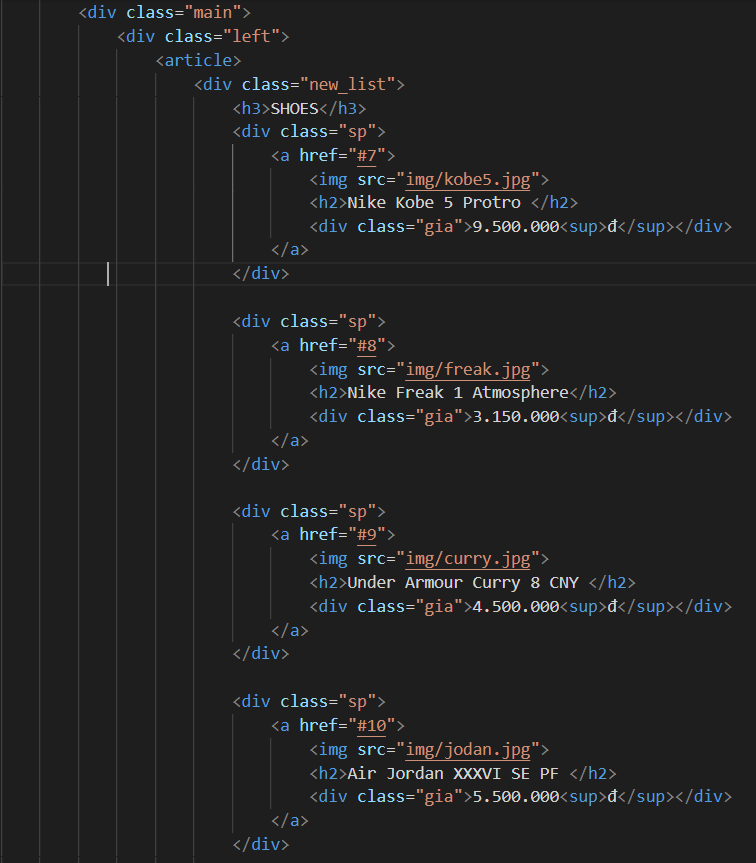 <div class="main">
<div class="left">
<article>
<div class="new_list">
<h3>SHOES</h3>
<div class="sp">
<a href="#7">
<img src="img/kobe5.jpg">
<h2>Nike Kobe 5 Protro </h2>
<div class="gia">9.500.000<sup>đ</sup></div>
</a>
</div>
<div class="sp">
<a href="#8">
<img src="img/freak.jpg">
<h2>Nike Freak 1 Atmosphere</h2>
<div class="gia">3.150.000<sup>đ</sup></div>
</a>
</div>
<div class="sp">
<a href="#9">
<img src="img/curry.jpg">
<h2>Under Armour Curry 8 CNY </h2>
<div class="gia">4.500.000<sup>đ</sup></div>
</a>
</div>
<div class="sp">
<a href="#10">
<img src="img/jodan.jpg">
<h2>Air Jordan XXXVI SE PF </h2>
<div class="gia">5.500.000<sup>đ</sup></div>
</a>
</div>